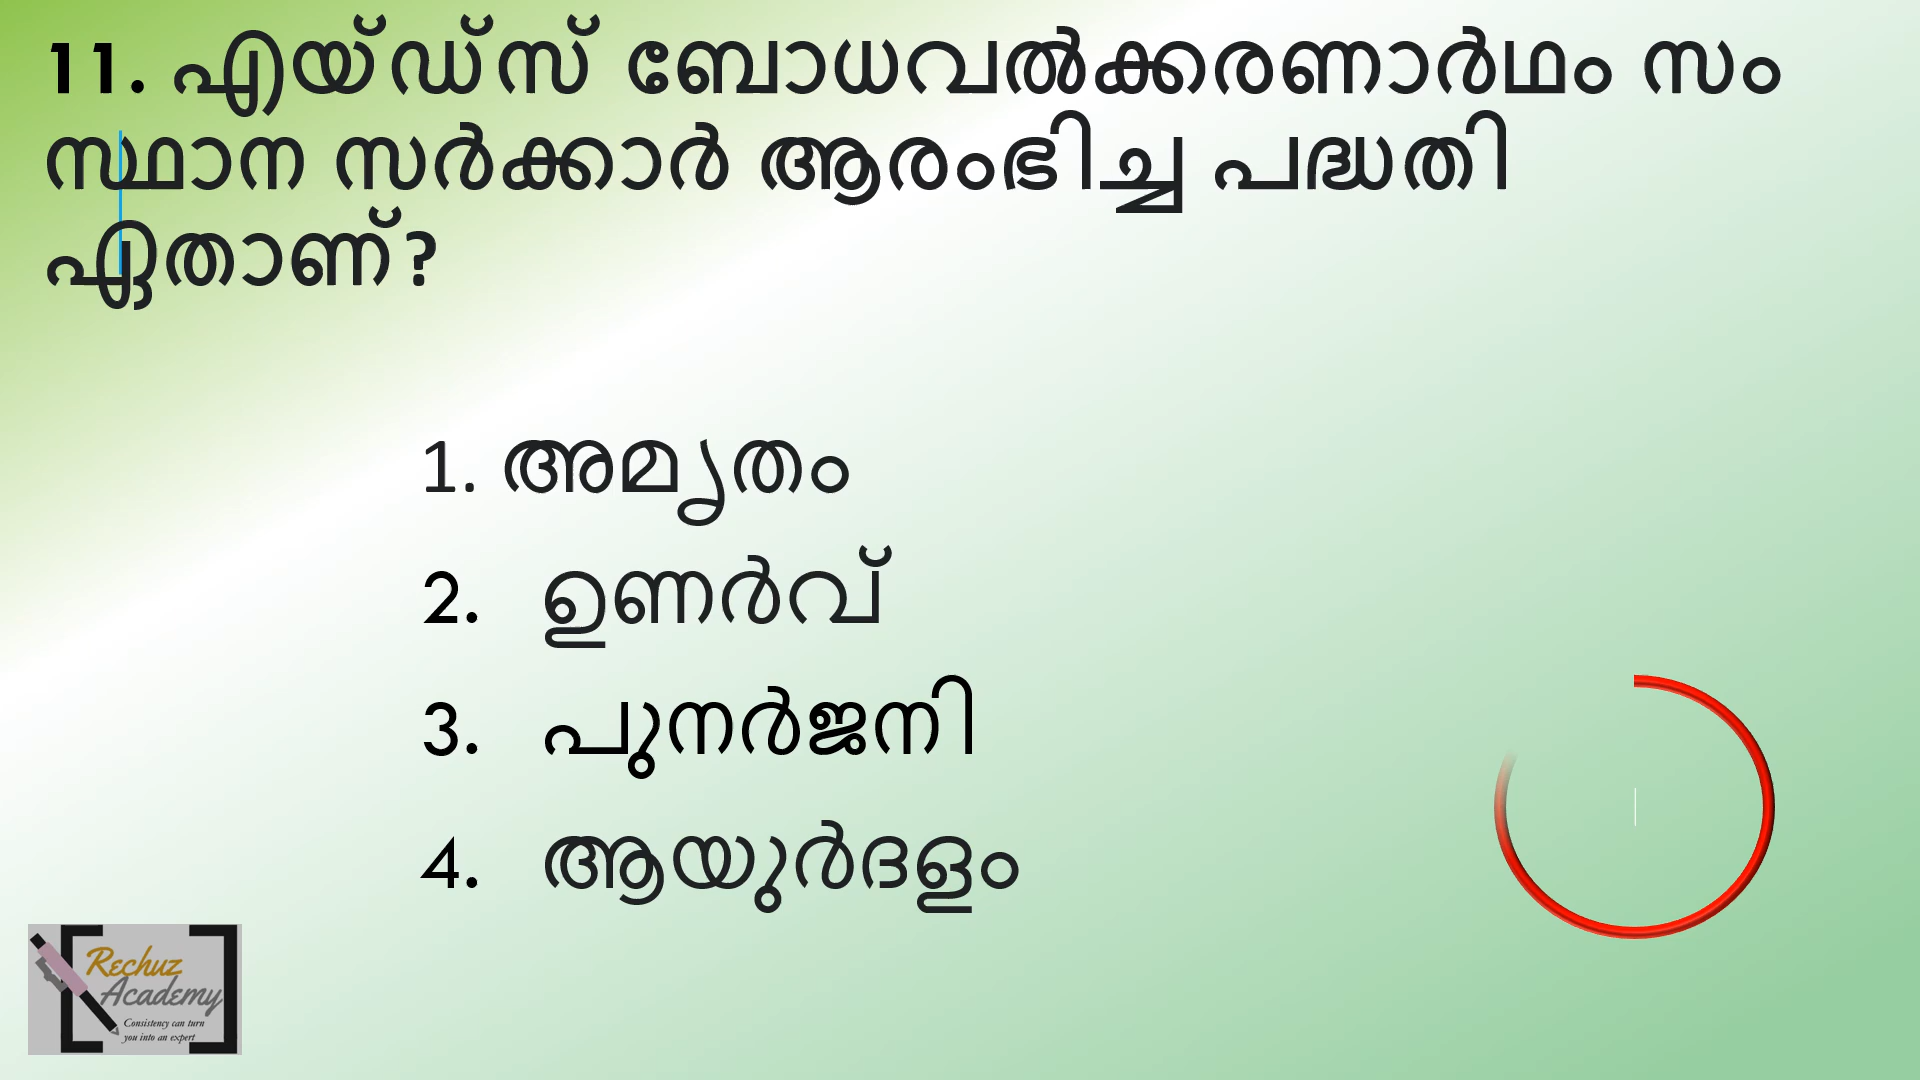 11. എയ്ഡ്സ് ബോധവൽക്കരണാർഥം സം
സ്ഥാന സർക്കാർ ആരംഭിച്ച പദ്ധതി
ഏതാണ്?
1. അമൃതം
2. ഉണർവ്
3. പുനർജനി
4. ആയുർദളം
Rechuz
Academy
Consistency can turn
you into an expert